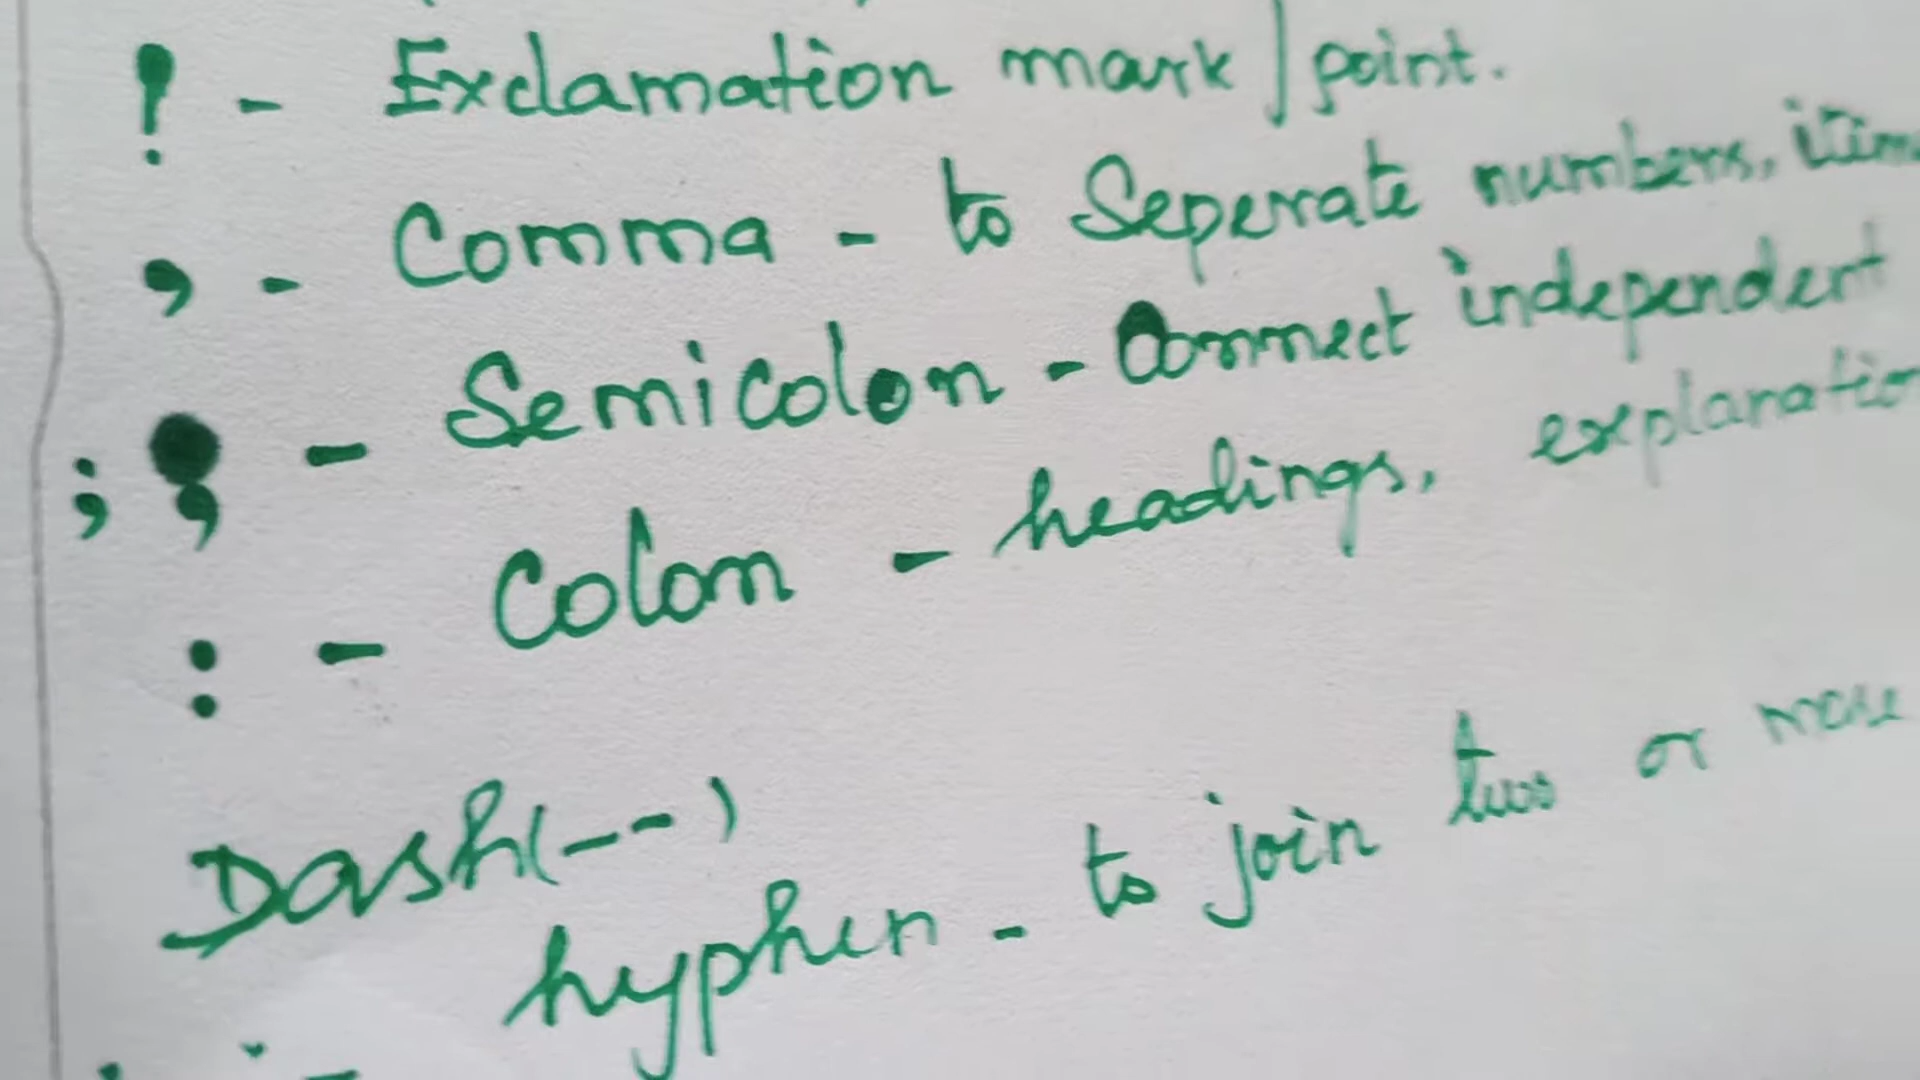 ! - Exclamation mark/point.
, - Comma - to Seperate numbers,
; ; - Semicolon - Connect independent
: - Colon - headings, explanation
Dash(--)
hyphen - to join two or more